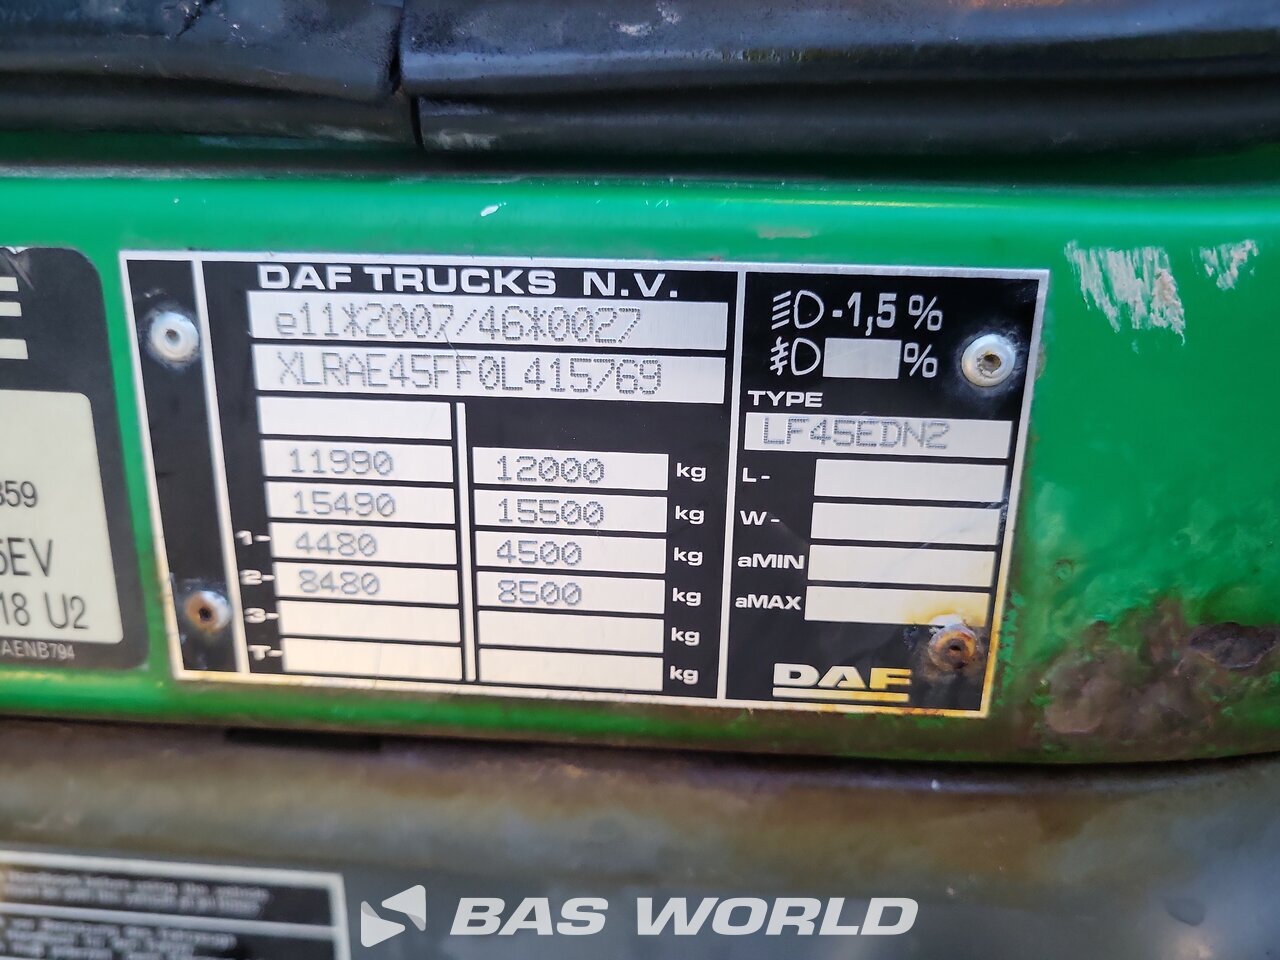 DAF TRUCKS N.V.
e11*2007/46*0027
XLRAE45FF0L415769
-1,5 %
%
TYPE
LF45EDN2
11990 12000 kg
15490 15500 kg
1- 4480 4500 kg
2- 8480 8500 kg
3- kg
T- kg
L-
W-
aMIN
aMAX
DAF
E
859
5EV
18 U2
AENB794
BAS WORLD